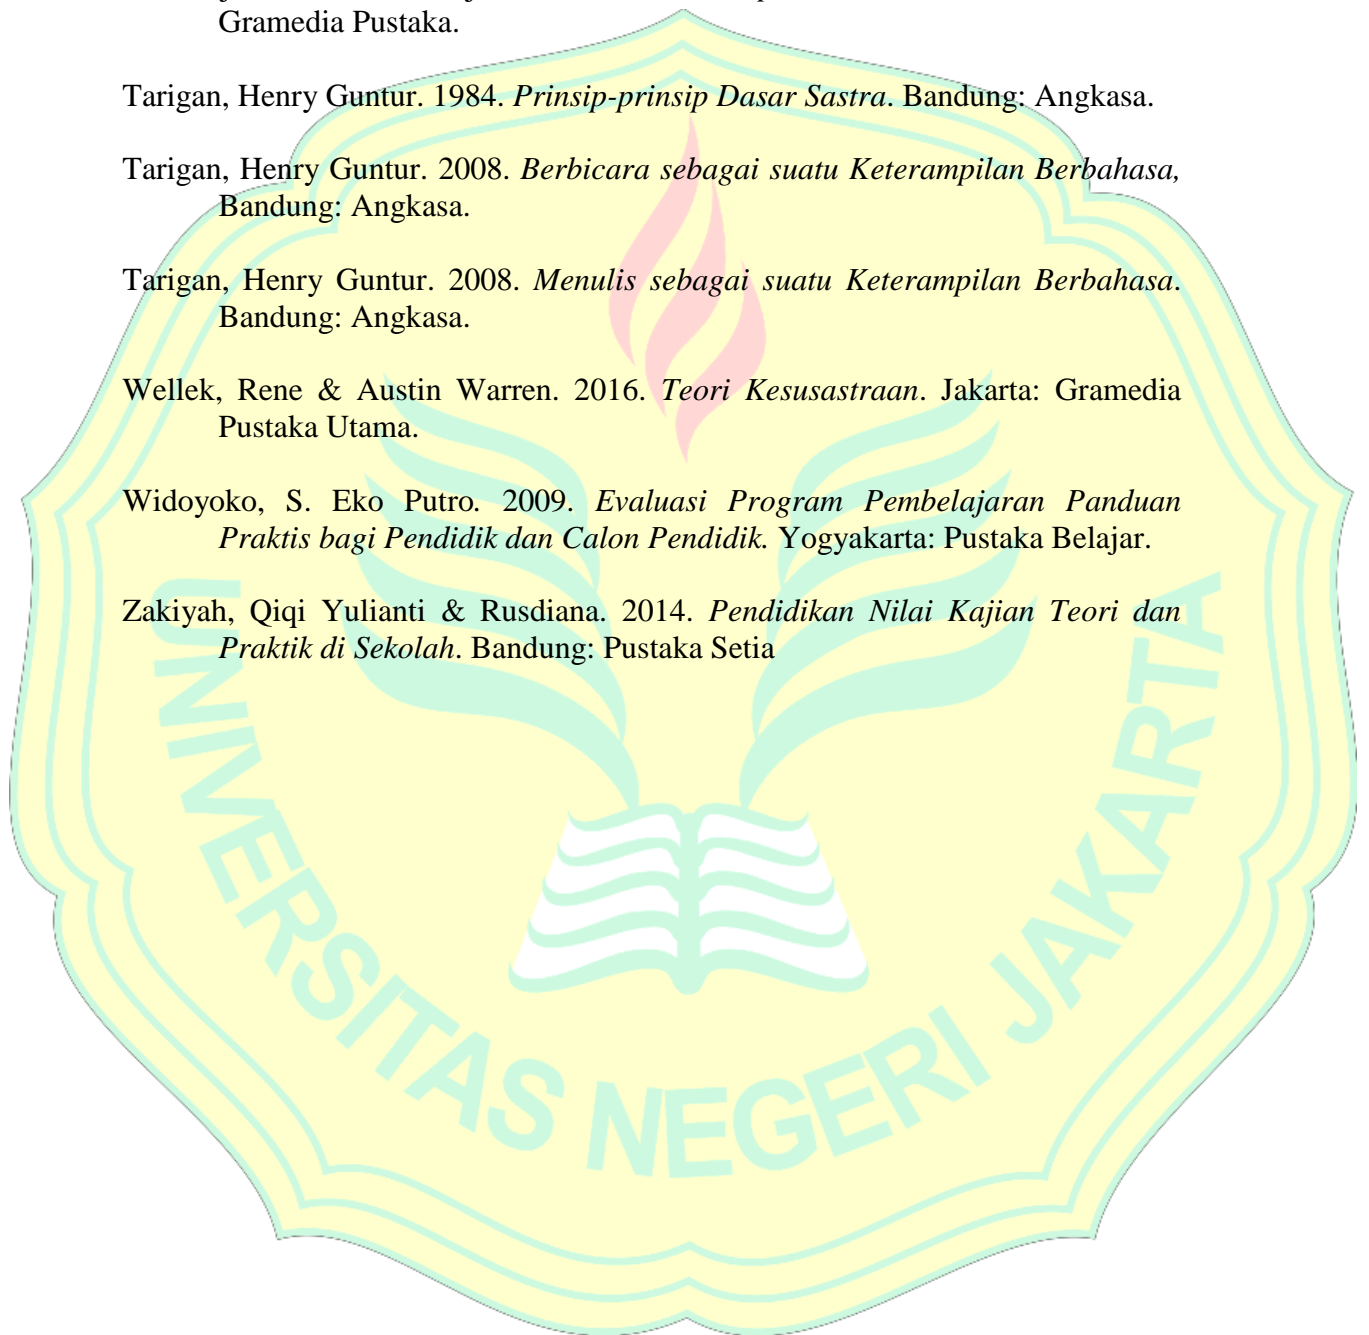 Gramedia Pustaka.
Tarigan, Henry Guntur. 1984. Prinsip-prinsip Dasar Sastra. Bandung: Angkasa.
Tarigan, Henry Guntur. 2008. Berbicara sebagai suatu Keterampilan Berbahasa,
Bandung: Angkasa.
Tarigan, Henry Guntur. 2008. Menulis sebagai suatu Keterampilan Berbahasa.
Bandung: Angkasa.
Wellek, Rene & Austin Warren. 2016. Teori Kesusastraan. Jakarta: Gramedia
Pustaka Utama.
Widoyoko, S. Eko Putro. 2009. Evaluasi Program Pembelajaran Panduan
Praktis bagi Pendidik dan Calon Pendidik. Yogyakarta: Pustaka Belajar.
Zakiyah, Qiqi Yulianti & Rusdiana. 2014. Pendidikan Nilai Kajian Teori dan
Praktik di Sekolah. Bandung: Pustaka Setia
UNIVERSITAS NEGERI JAKARTA